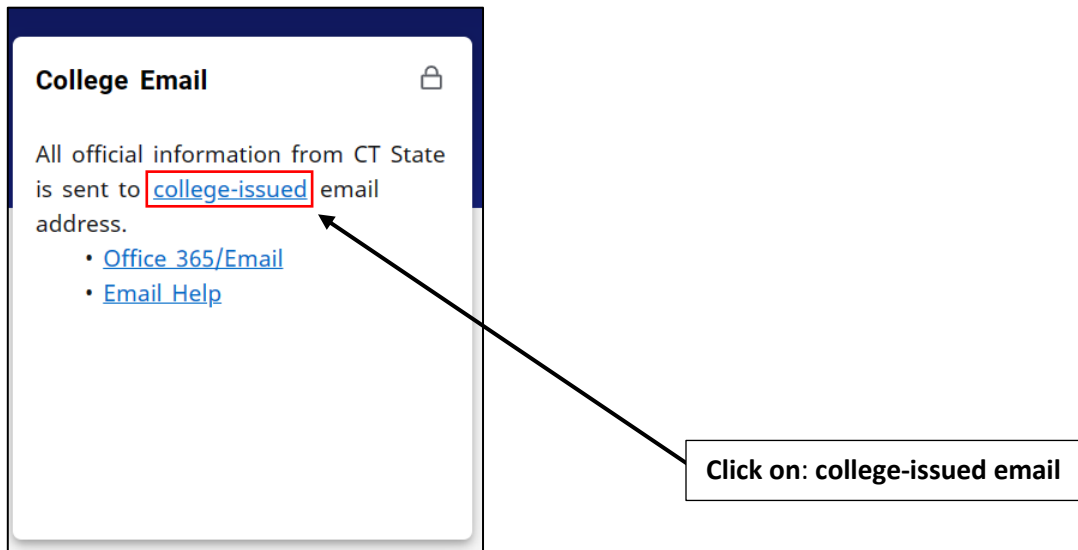 College Email
All official information from CT State
is sent to college-issued email
address.
• Office 365/Email
• Email Help
Click on: college-issued email